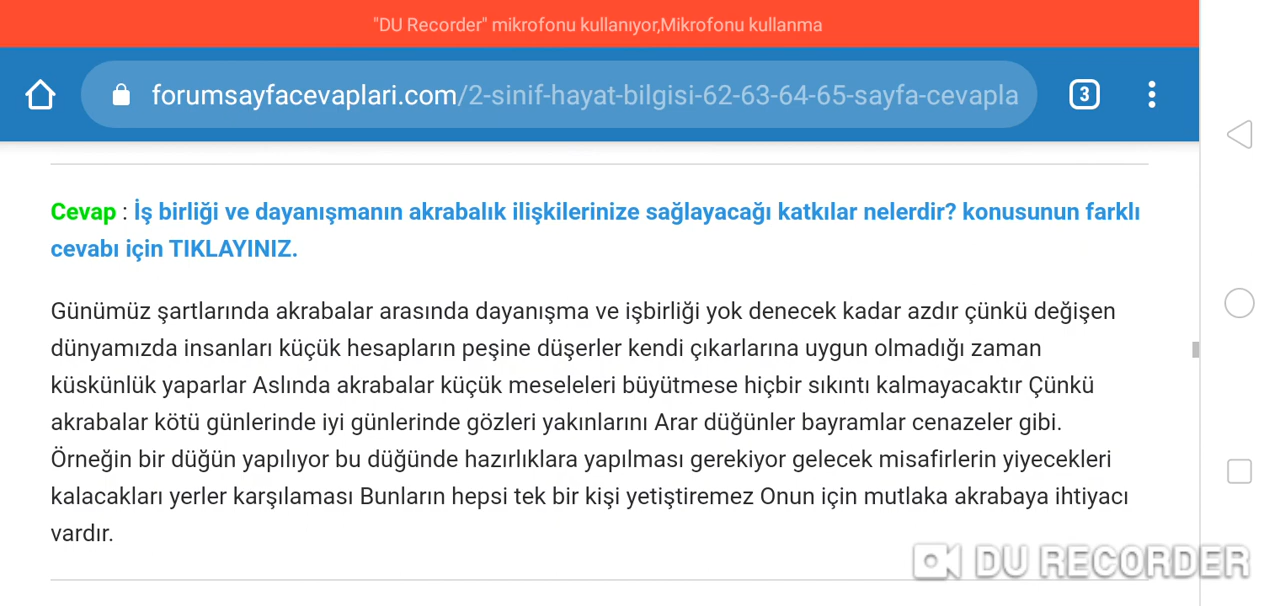 "DU Recorder" mikrofonu kullanıyor,Mikrofonu kullanma
forumsayfacevaplari.com/2-sinif-hayat-bilgisi-62-63-64-65-sayfa-cevapla
3
Cevap : İş birliği ve dayanışmanın akrabalık ilişkilerinize sağlayacağı katkılar nelerdir? konusunun farklı
cevabı için TIKLAYINIZ.
Günümüz şartlarında akrabalar arasında dayanışma ve işbirliği yok denecek kadar azdır çünkü değişen
dünyamızda insanları küçük hesapların peşine düşerler kendi çıkarlarına uygun olmadığı zaman
küskünlük yaparlar Aslında akrabalar küçük meseleleri büyütmese hiçbir sıkıntı kalmayacaktır Çünkü
akrabalar kötü günlerinde iyi günlerinde gözleri yakınlarını Arar düğünler bayramlar cenazeler gibi.
Örneğin bir düğün yapılıyor bu düğünde hazırlıklara yapılması gerekiyor gelecek misafirlerin yiyecekleri
kalacakları yerler karşılaması Bunların hepsi tek bir kişi yetiştiremez Onun için mutlaka akrabaya ihtiyacı
vardır.
DU RECORDER